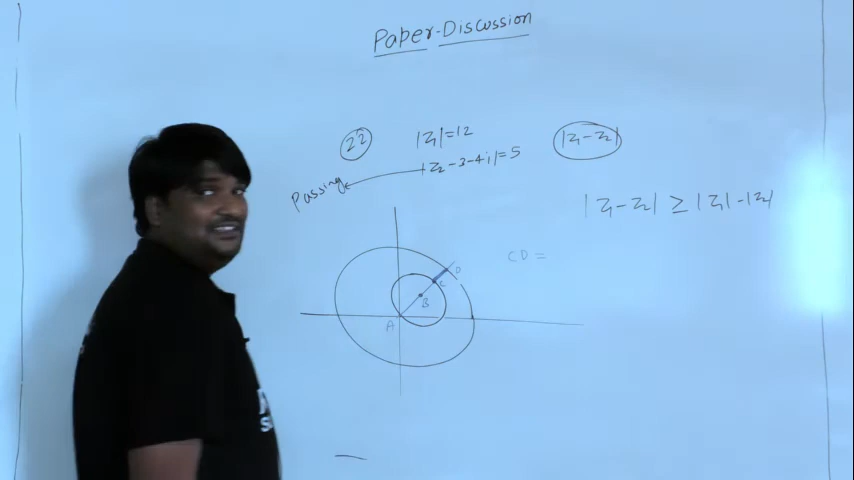 Paper-Discussion
22 |z₁|=12 |z₁-z₂|
|z₂-3-4i|=5
Passing
|z₁-z₂| ≥ |z₁|-|z₂|
CD =
D
C
B
A